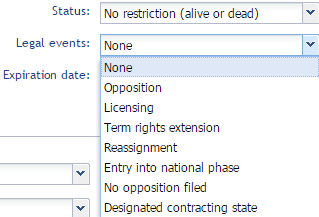 Status: No restriction (alive or dead)
Legal events: None
None
Expiration date:
Opposition
Licensing
Term rights extension
Reassignment
Entry into national phase
No opposition filed
Designated contracting state